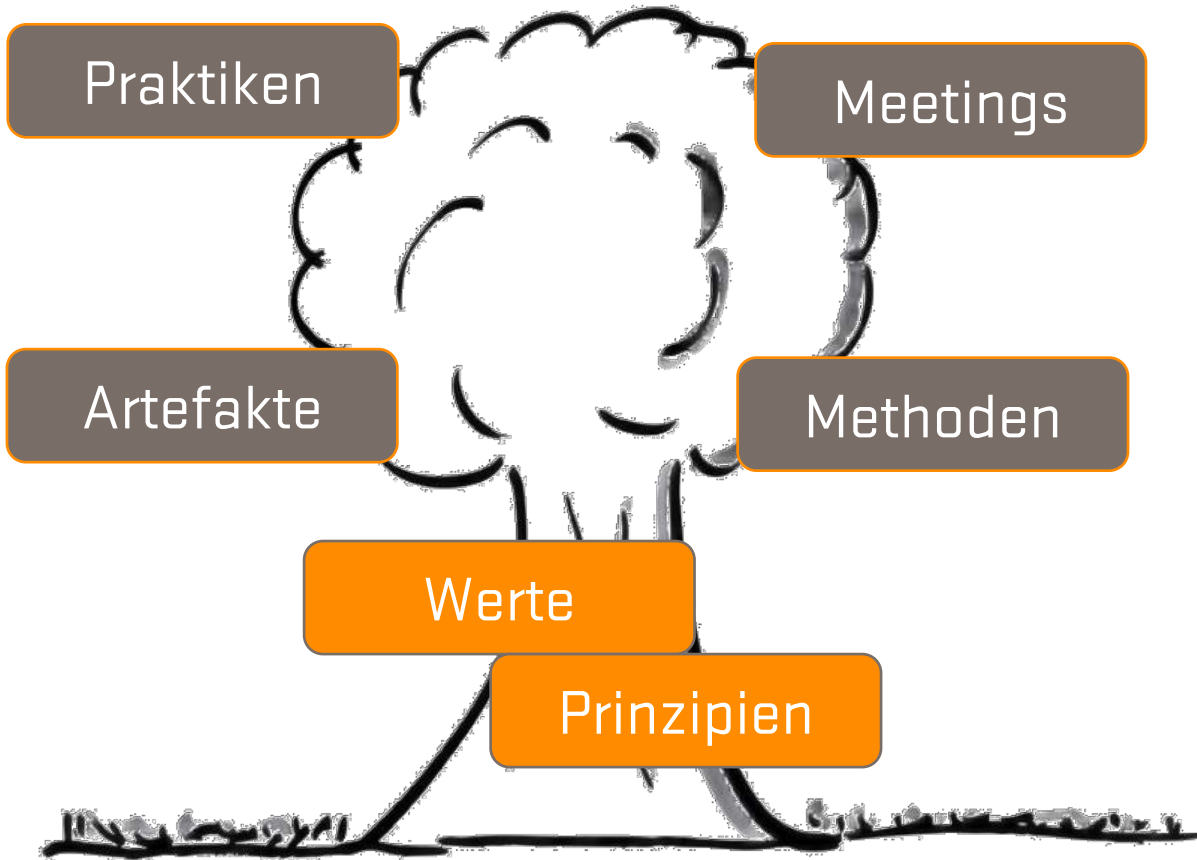 Praktiken
Meetings
Artefakte
Methoden
Werte
Prinzipien